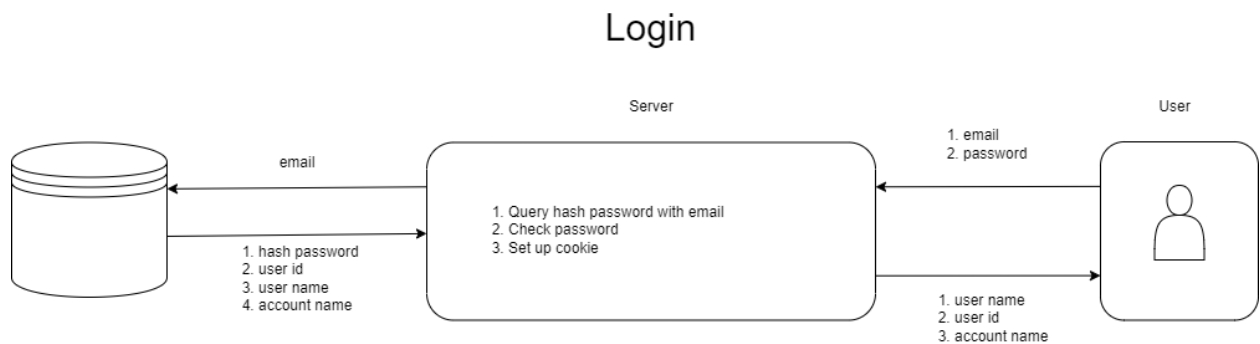 Login
Server
User
email
1. email
2. password
1. Query hash password with email
2. Check password
3. Set up cookie
1. hash password
2. user id
3. user name
4. account name
1. user name
2. user id
3. account name